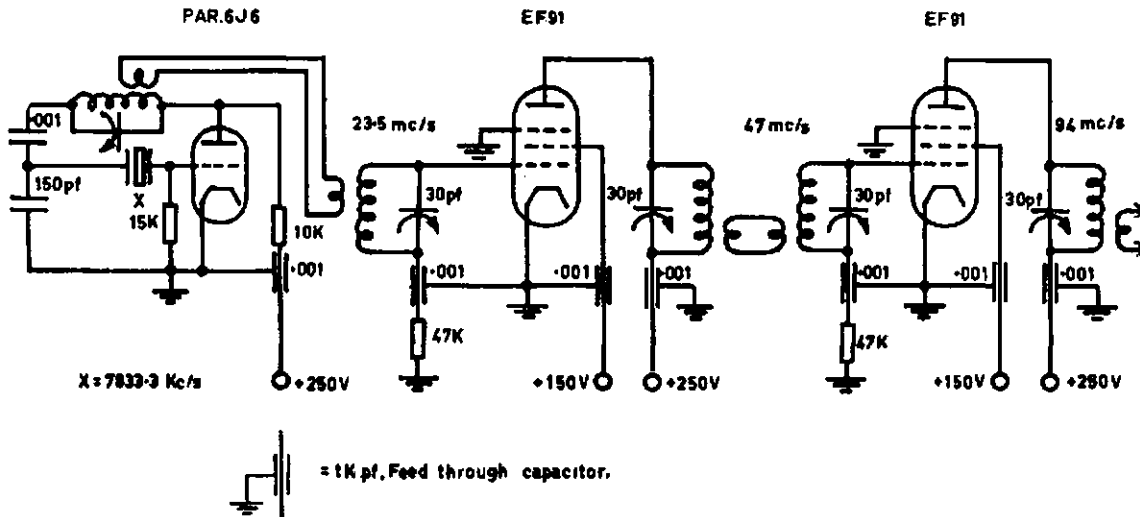 PAR.6J6
EF91
EF91
·001
150pf
X
15K
10K
·001
X = 7833·3 Kc/s
+250V
23·5 mc/s
30pf
·001
47K
·001
+150V
30pf
·001
+250V
47 mc/s
30pf
·001
47K
·001
+150V
94 mc/s
30pf
·001
+250V
= 1K pf, Feed through capacitor.